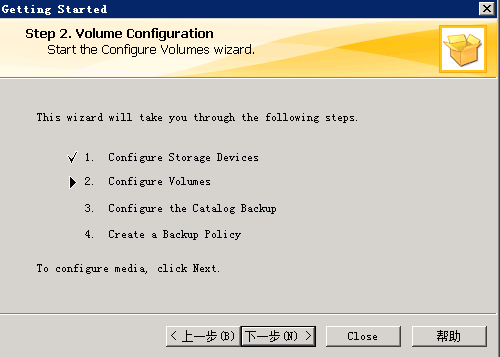 Getting Started
Step 2. Volume Configuration
Start the Configure Volumes wizard.
This wizard will take you through the following steps.
1. Configure Storage Devices
2. Configure Volumes
3. Configure the Catalog Backup
4. Create a Backup Policy
To configure media, click Next.
< 上一步(B) 下一步(N) > Close 帮助